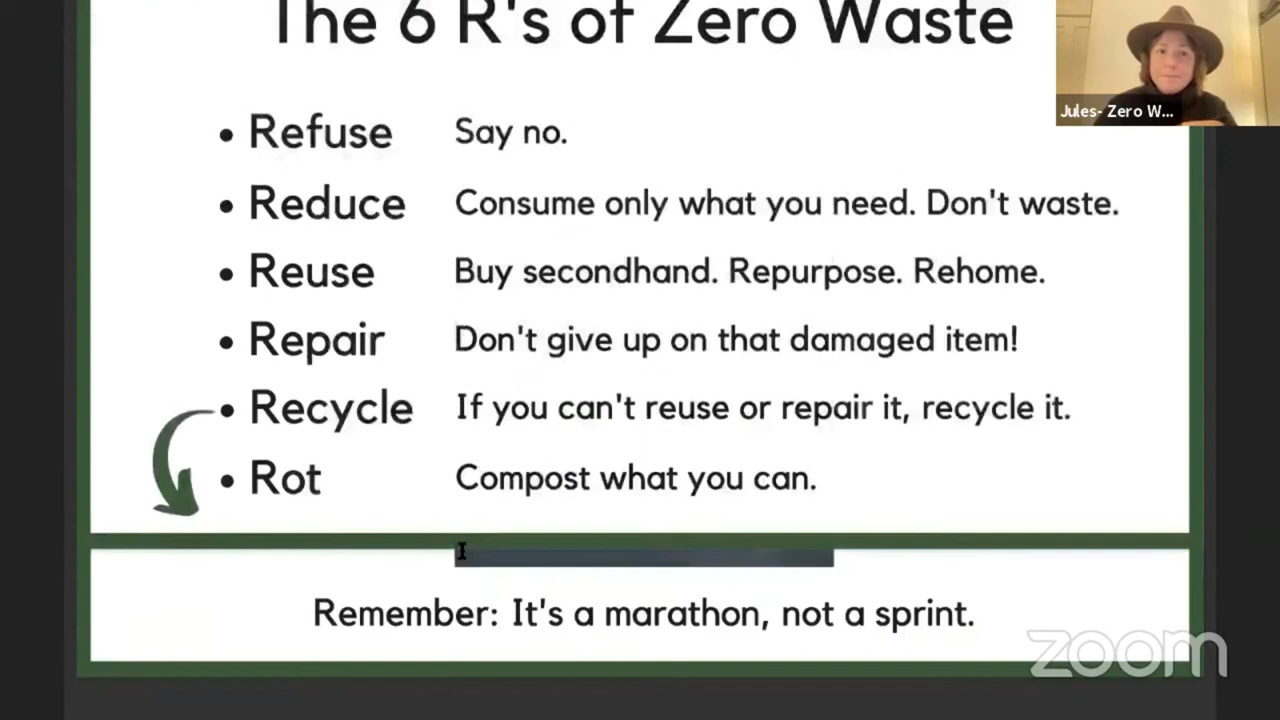 The 6 R's of Zero Waste
Jules- Zero W...
• Refuse Say no.
• Reduce Consume only what you need. Don't waste.
• Reuse Buy secondhand. Repurpose. Rehome.
• Repair Don't give up on that damaged item!
• Recycle If you can't reuse or repair it, recycle it.
• Rot Compost what you can.
Remember: It's a marathon, not a sprint.
zoom